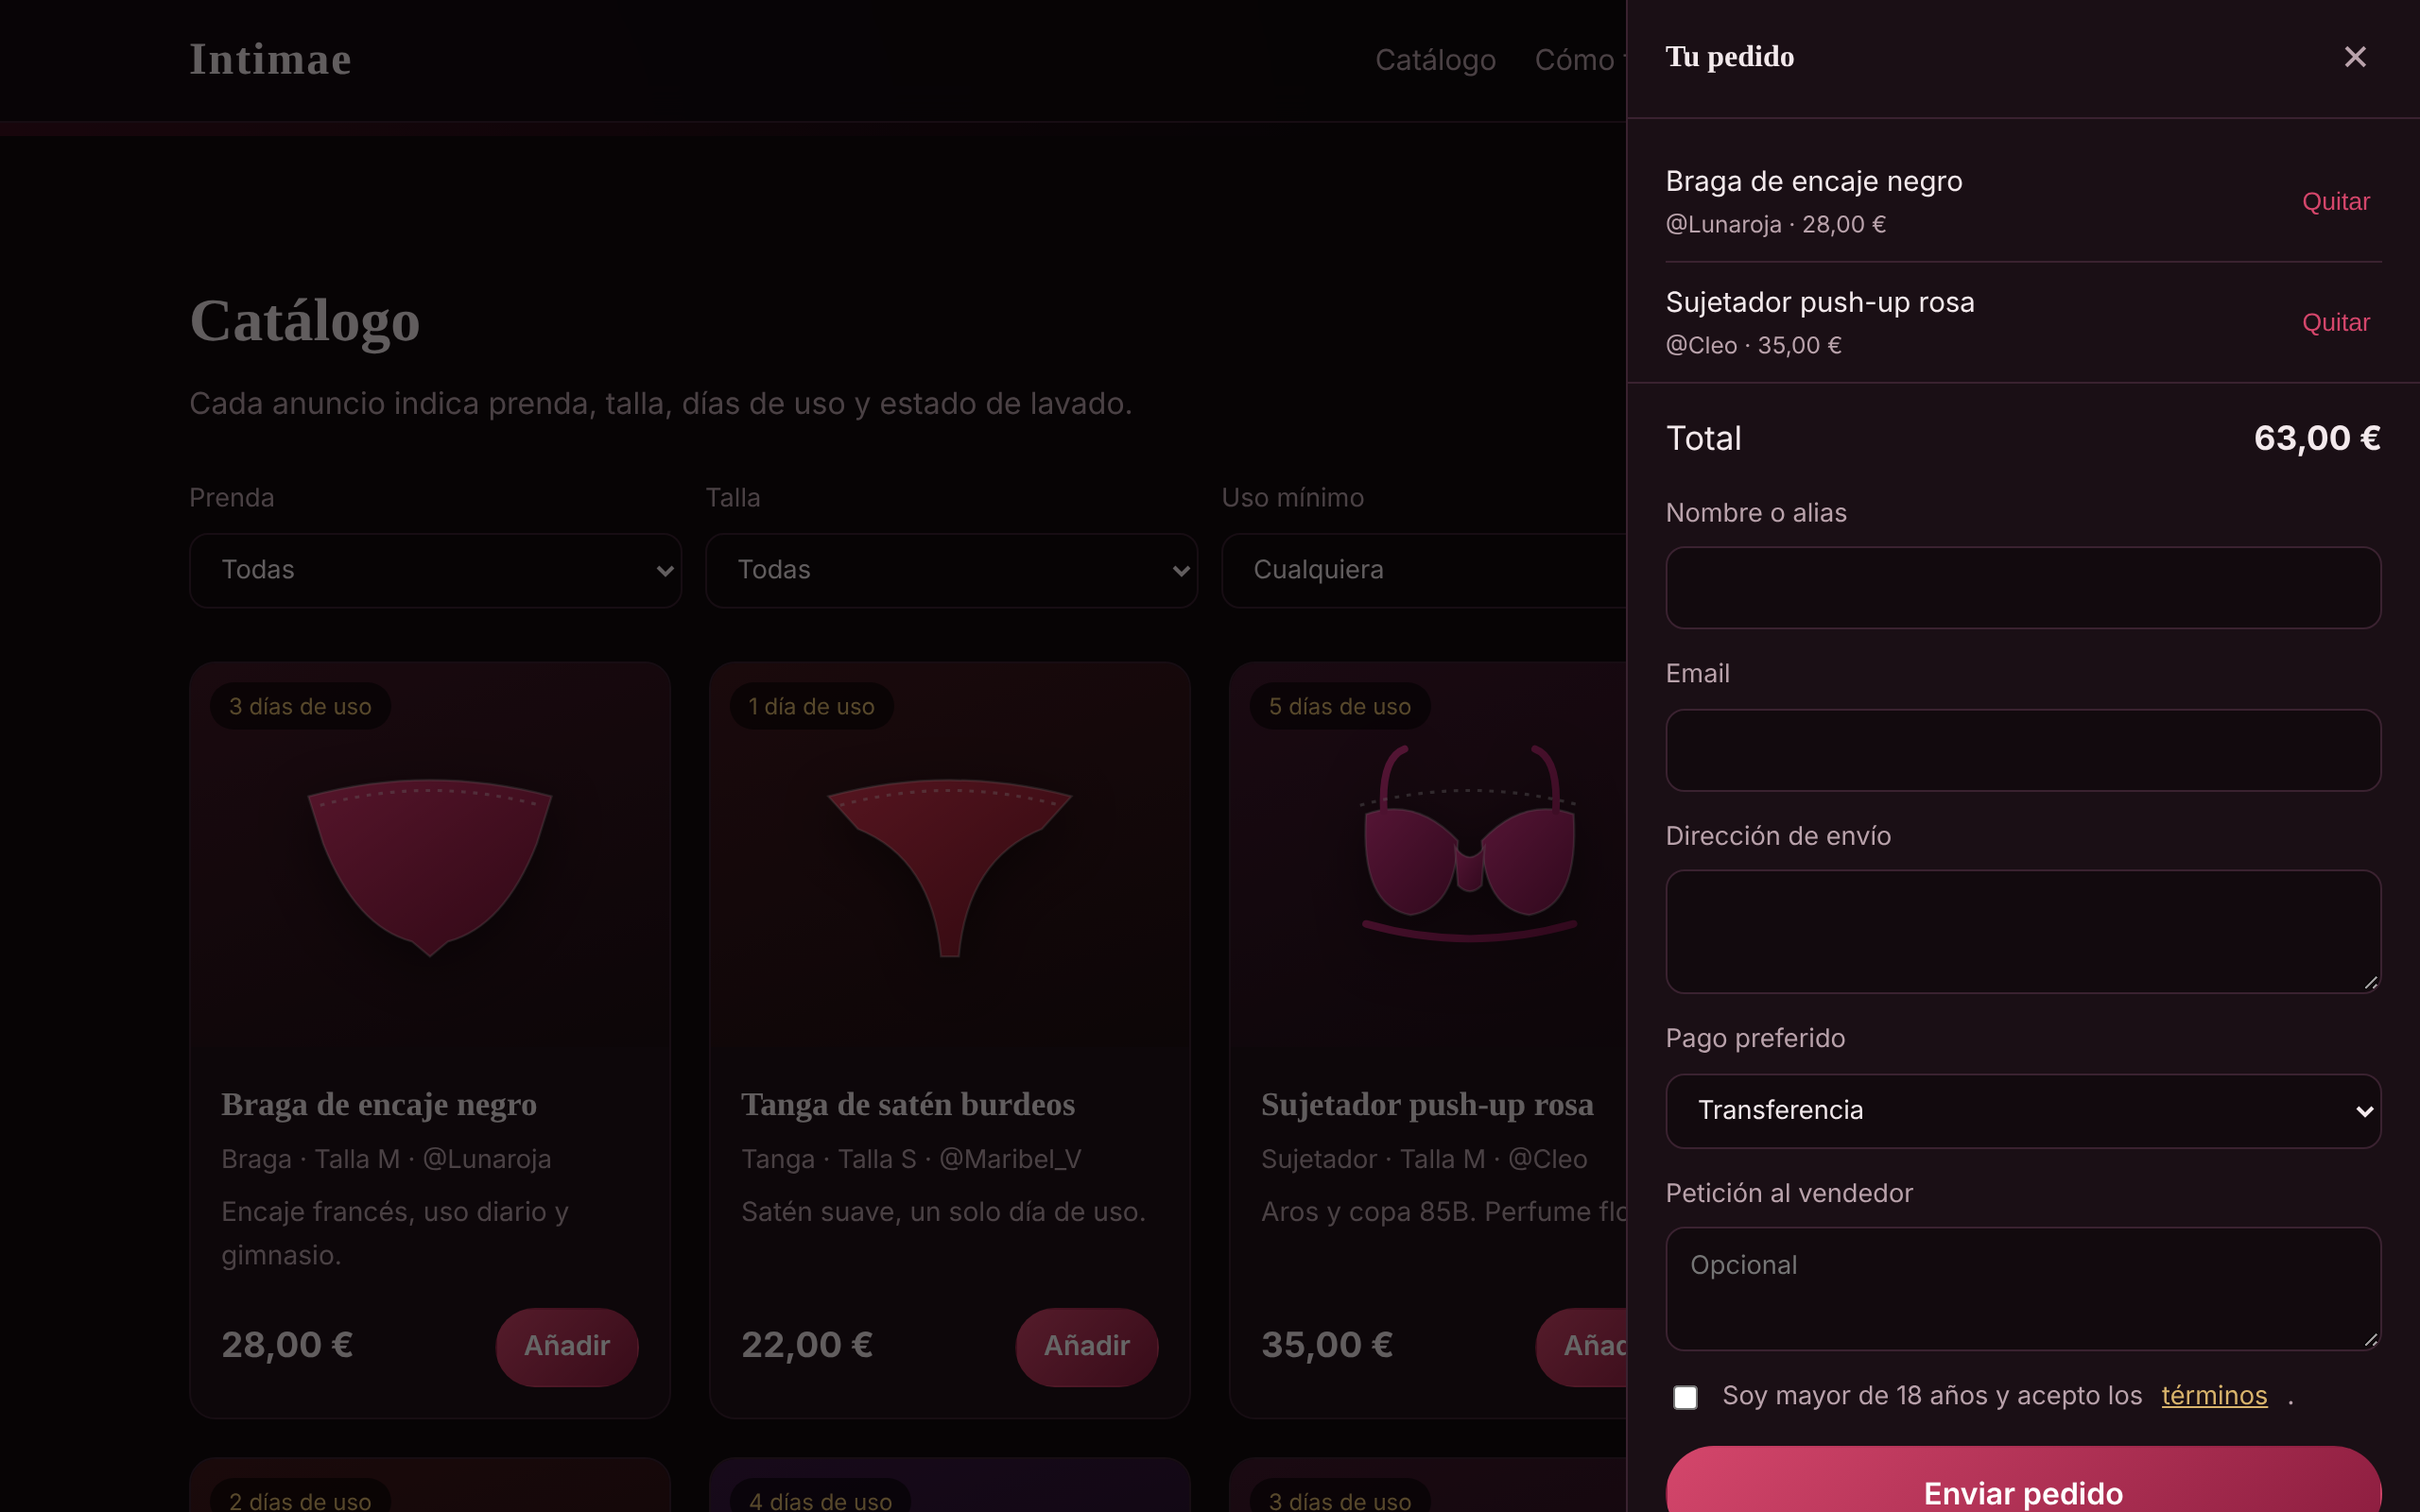 Intimae
Catálogo
Cómo
Catálogo
Cada anuncio indica prenda, talla, días de uso y estado de lavado.
Prenda
Talla
Uso mínimo
Todas
Todas
Cualquiera
3 días de uso
1 día de uso
5 días de uso
Braga de encaje negro
Braga · Talla M · @Lunaroja
Encaje francés, uso diario y
gimnasio.
28,00 €
Añadir
Tanga de satén burdeos
Tanga · Talla S · @Maribel_V
Satén suave, un solo día de uso.
22,00 €
Añadir
Sujetador push-up rosa
Sujetador · Talla M · @Cleo
Aros y copa 85B. Perfume
35,00 €
2 días de uso
4 días de uso
3 días de uso
Tu pedido
✕
Braga de encaje negro
@Lunaroja · 28,00 €
Quitar
Sujetador push-up rosa
@Cleo · 35,00 €
Quitar
Total
63,00 €
Nombre o alias
Email
Dirección de envío
Pago preferido
Transferencia
Petición al vendedor
Opcional
Soy mayor de 18 años y acepto los términos .
Enviar pedido